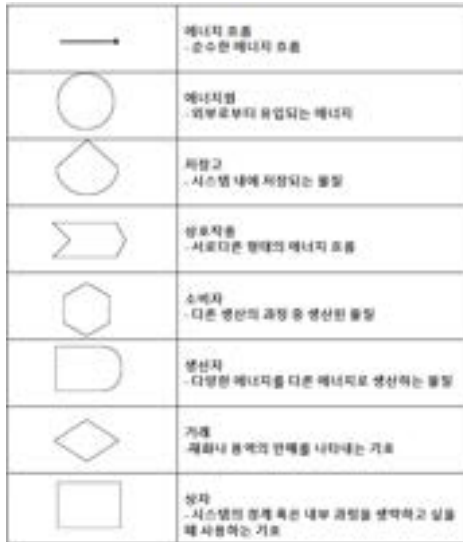 에너지 흐름
- 순수한 에너지 흐름
에너지원
- 외부로부터 유입되는 에너지
저장고
- 시스템 내에 저장되는 물질
상호작용
- 서로다른 형태의 에너지 흐름
소비자
- 다른 생산의 과정 중 생산된 물질
생산자
- 다양한 에너지를 다른 에너지로 생산하는 물질
거래
- 재화나 용역의 판매를 나타내는 기호
상자
- 시스템의 경계 혹은 내부 과정을 생략하고 싶을
때 사용하는 기호